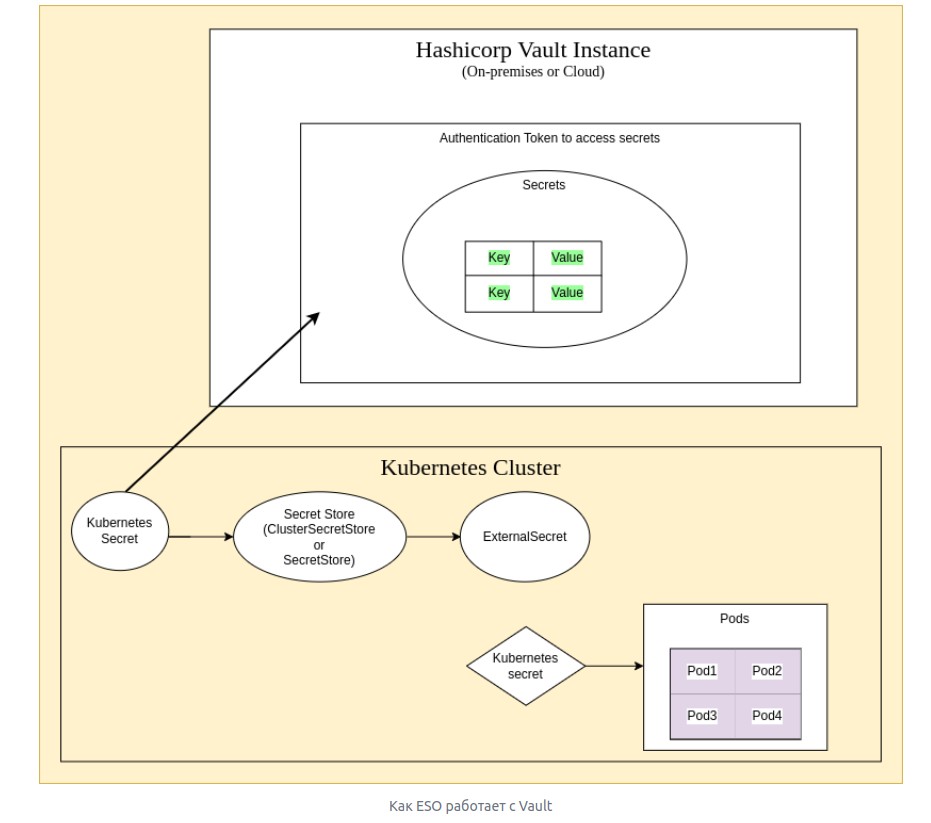 Hashicorp Vault Instance
(On-premises or Cloud)
Authentication Token to access secrets
Secrets
Key Value
Key Value
Kubernetes Cluster
Kubernetes
Secret
Secret Store
(ClusterSecretStore
or
SecretStore)
ExternalSecret
Kubernetes
secret
Pods
Pod1 Pod2
Pod3 Pod4
Как ESO работает с Vault